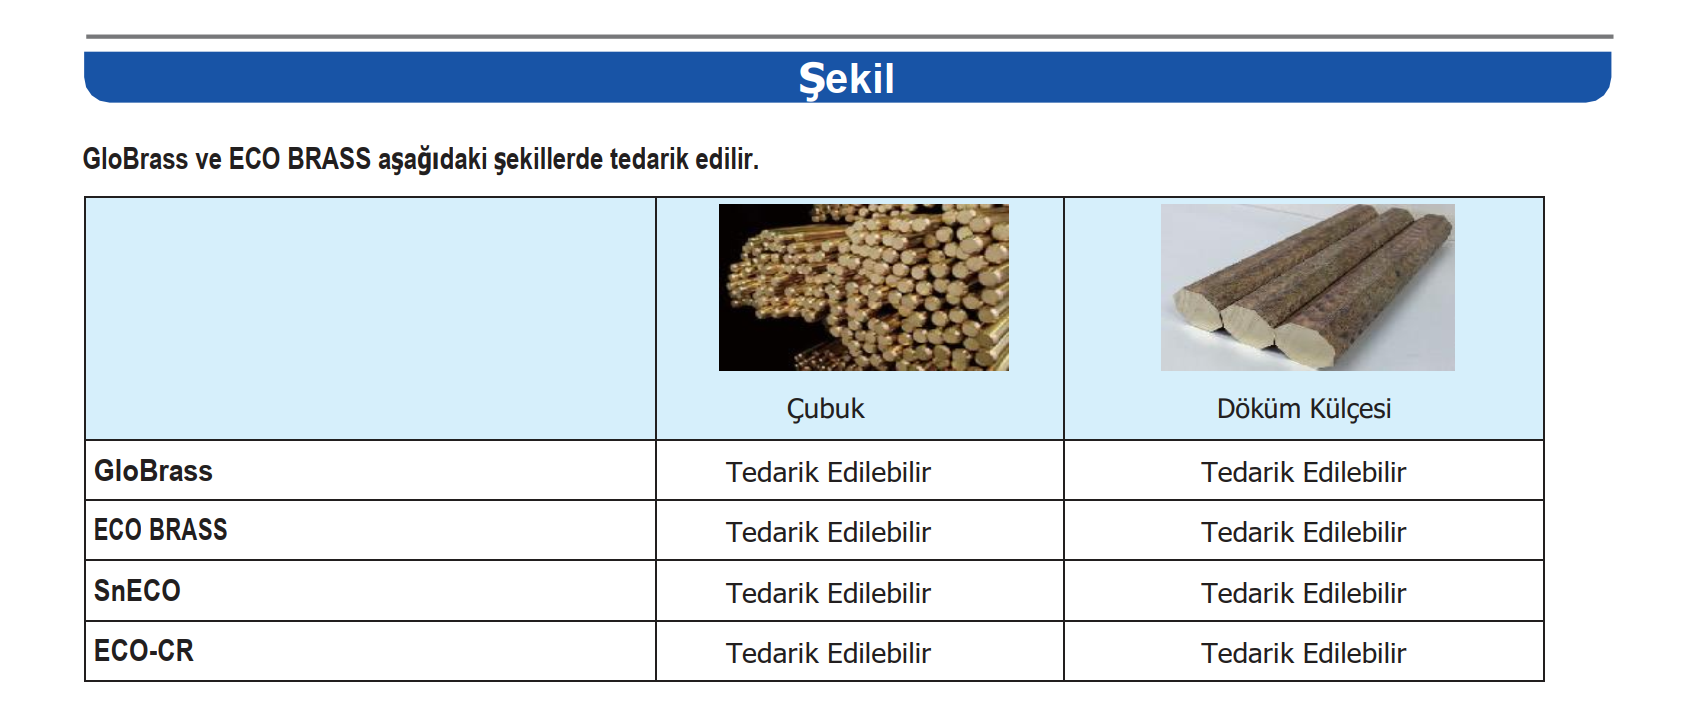 Şekil
GloBrass ve ECO BRASS aşağıdaki şekillerde tedarik edilir.
Çubuk Döküm Külçesi
GloBrass Tedarik Edilebilir Tedarik Edilebilir
ECO BRASS Tedarik Edilebilir Tedarik Edilebilir
SnECO Tedarik Edilebilir Tedarik Edilebilir
ECO-CR Tedarik Edilebilir Tedarik Edilebilir